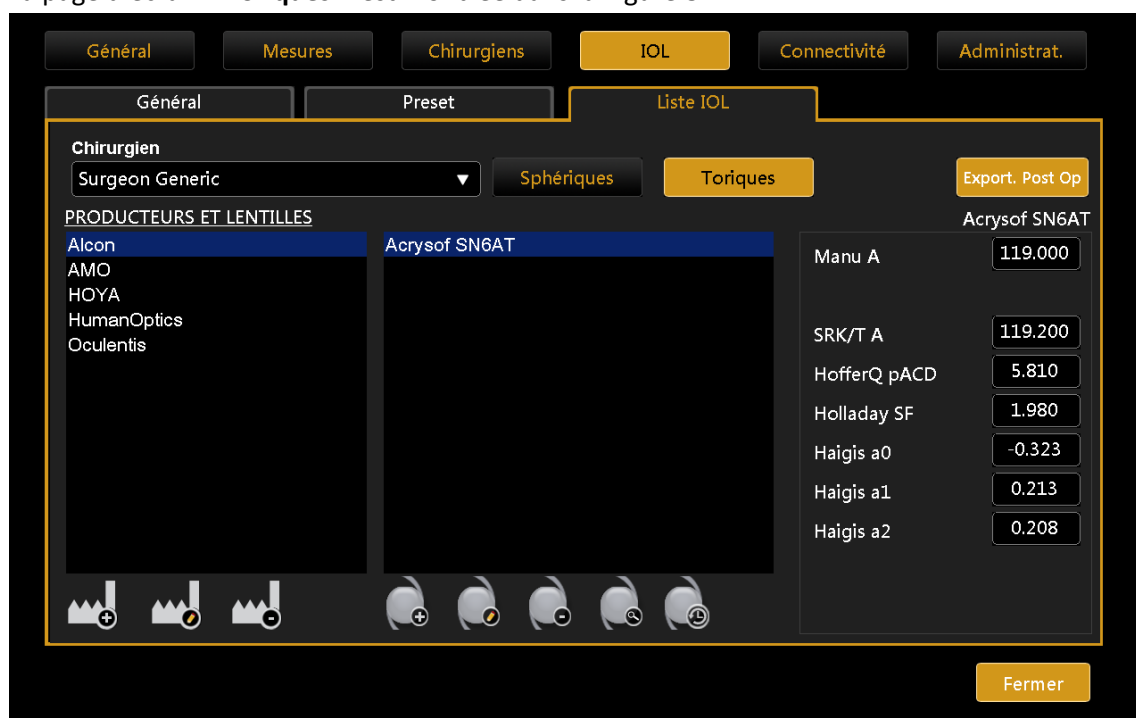 Général Mesures Chirurgiens IOL Connectivité Administrat.
Général Preset Liste IOL
Chirurgien
Surgeon Generic Sphériques Toriques Export. Post Op
PRODUCTEURS ET LENTILLES Acrysof SN6AT
Alcon Acrysof SN6AT
AMO
HOYA
HumanOptics
Oculentis
Manu A 119.000
SRK/T A 119.200
HofferQ pACD 5.810
Holladay SF 1.980
Haigis a0 -0.323
Haigis a1 0.213
Haigis a2 0.208
Fermer